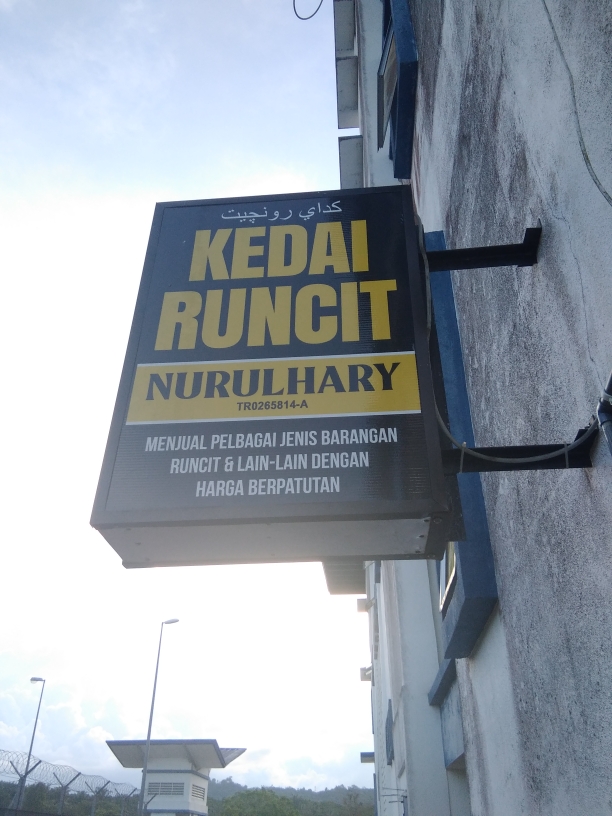 كداي رونچيت
KEDAI
RUNCIT
NURULHARY
TR0265814-A
MENJUAL PELBAGAI JENIS BARANGAN
RUNCIT & LAIN-LAIN DENGAN
HARGA BERPATUTAN